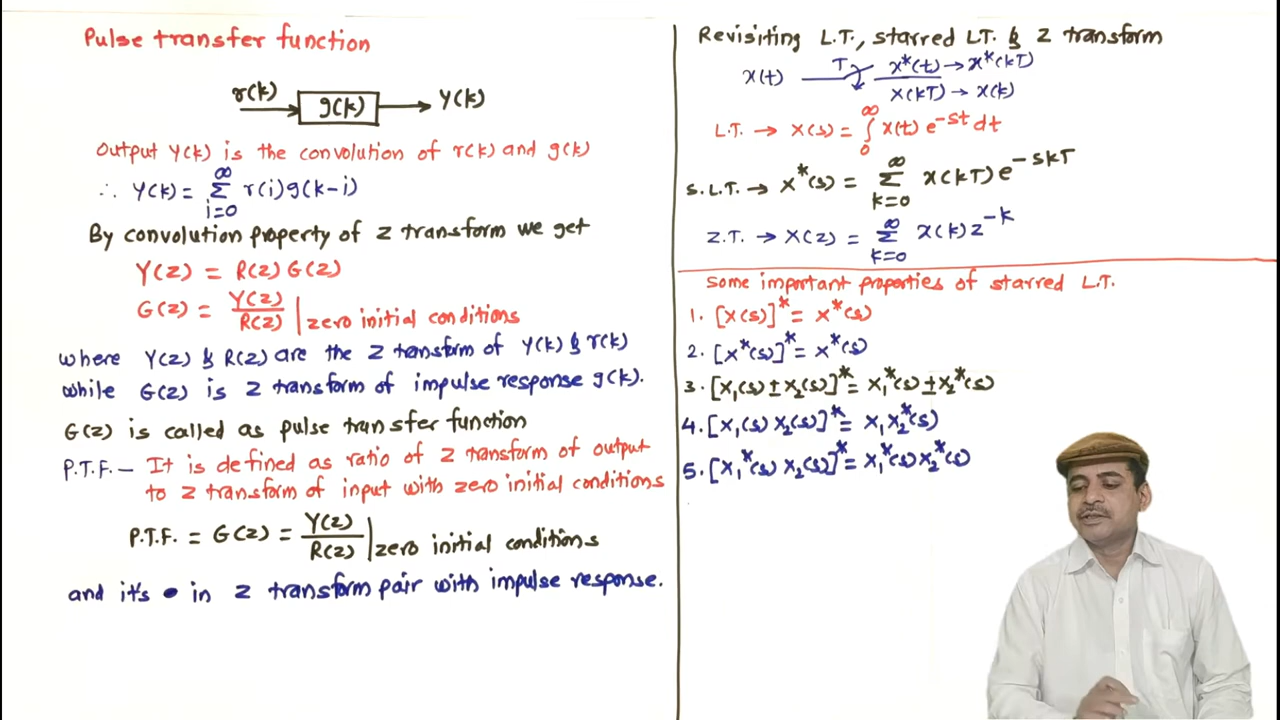 Pulse transfer function
r(k) g(k) Y(k)
Output Y(k) is the convolution of r(k) and g(k)
∴ Y(k) = ∞ Σ i=0 r(i)g(k-i)
By convolution property of Z transform we get
Y(z) = R(z) G(z)
G(z) = Y(z)/R(z) | zero initial conditions
where Y(z) & R(z) are the Z transform of Y(k) & r(k)
while G(z) is Z transform of impulse response g(k).
G(z) is called as pulse transfer function
P.T.F. – It is defined as ratio of Z transform of output
to Z transform of input with zero initial conditions
P.T.F. = G(z) = Y(z)/R(z) | zero initial conditions
and it's in Z transform pair with impulse response.
Revisiting L.T., starred LT. & Z transform
x(t) T x*(t) → x*(kT)
x(kT) → x(k)
L.T. → X(s) = ∞ ∫ 0 x(t) e^-st dt
S.L.T. → X*(s) = ∞ Σ k=0 x(kT) e^-skT
Z.T. → X(z) = ∞ Σ k=0 x(k) z^-k
Some important properties of starred L.T.
1. [X(s)]* = X*(s)
2. [X*(s)]* = X*(s)
3. [X₁(s) ± X₂(s)]* = X₁*(s) ± X₂*(s)
4. [X₁(s) X₂(s)]* = X₁X₂*(s)
5. [X₁*(s) X₂(s)]* = X₁*(s) X₂*(s)